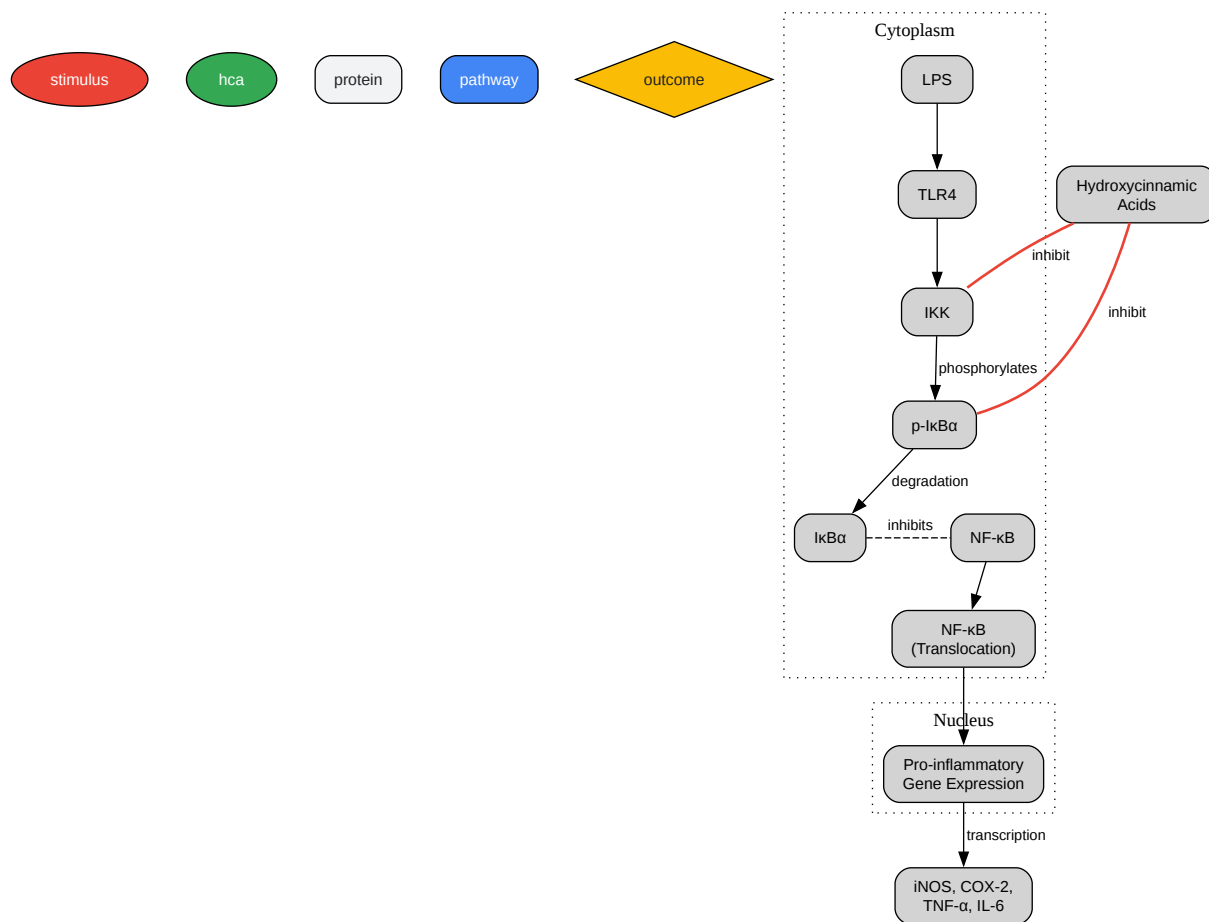 stimulus
hca
protein
pathway
outcome
Cytoplasm
LPS
TLR4
Hydroxycinnamic
Acids
inhibit
IKK
inhibit
phosphorylates
p-IκBα
degradation
IκBα
inhibits
NF-κB
NF-κB
(Translocation)
Nucleus
Pro-inflammatory
Gene Expression
transcription
iNOS, COX-2,
TNF-α, IL-6